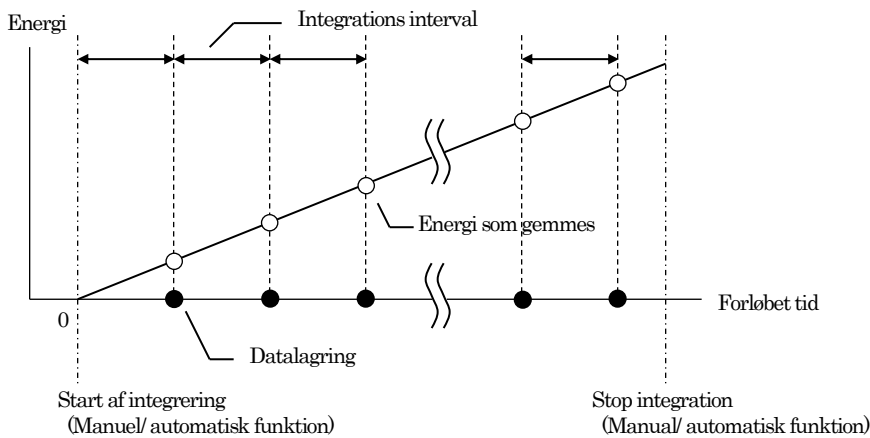 Energi
Integrations interval
Energi som gemmes
Forløbet tid
0
Datalagring
Start af integrering
(Manuel/ automatisk funktion)
Stop integration
(Manual/ automatisk funktion)